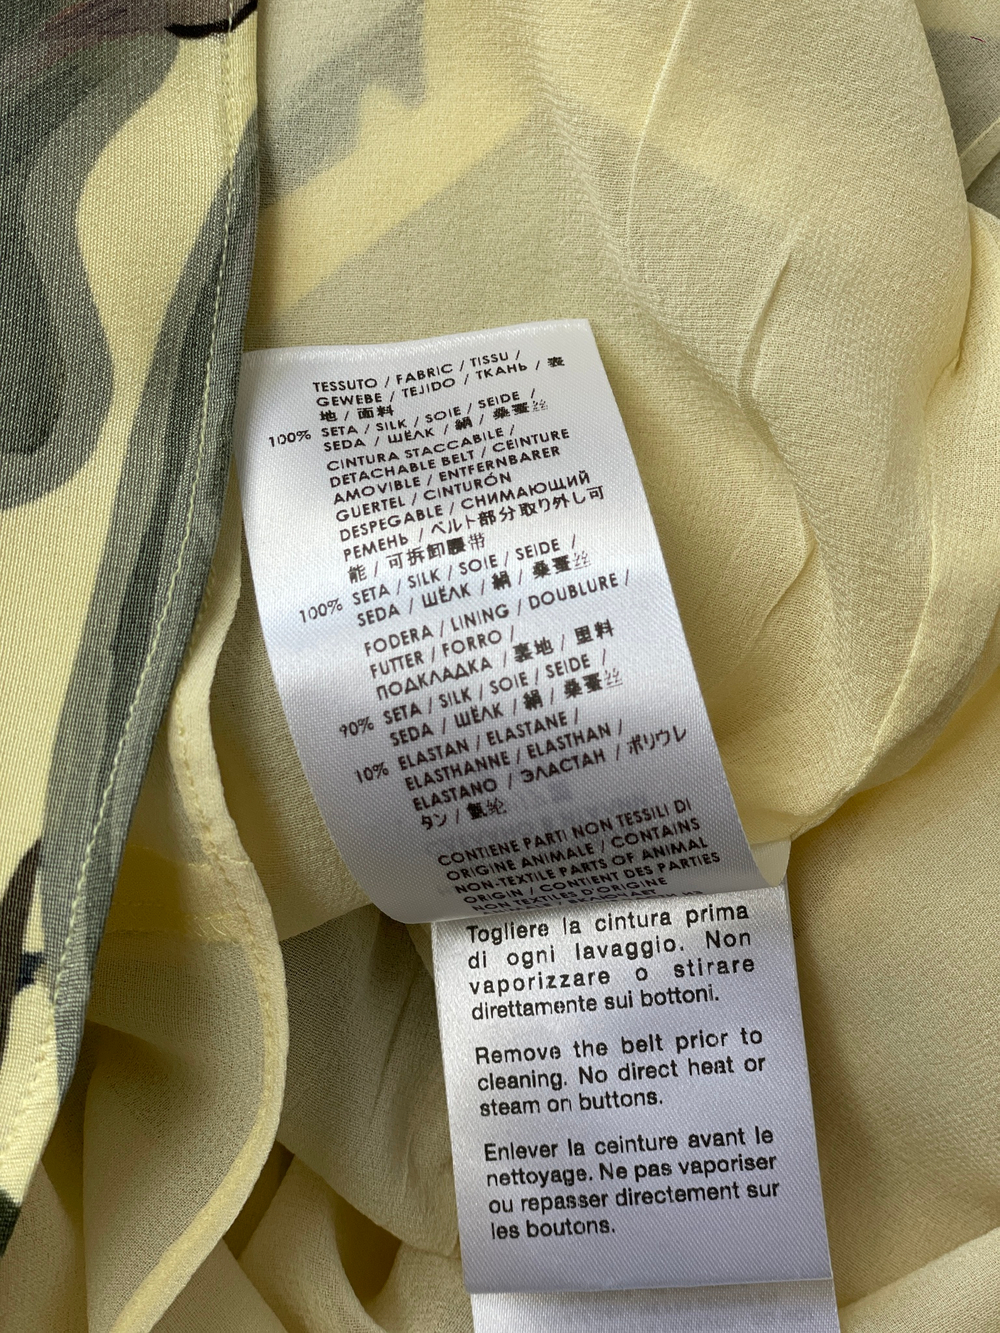 TESSUTO / FABRIC / TISSU /
GEWEBE / TEJIDO / ТКАНЬ / 表
地 / 面料
100% SETA / SILK / SOIE / SEIDE /
SEDA / ШЁЛК / 絹 / 桑蚕丝
CINTURA STACCABILE /
DETACHABLE BELT / CEINTURE
AMOVIBLE / ENTFERNBARER
GUERTEL / CINTURÓN
DESPEGABLE / СНИМАЮЩИЙ
РЕМЕНЬ / ベルト部分取り外し可
能 / 可拆卸腰带
100% SETA / SILK / SOIE / SEIDE /
SEDA / ШЁЛК / 絹 / 桑蚕丝
FODERA / LINING / DOUBLURE /
FUTTER / FORRO /
ПОДКЛАДКА / 裏地 / 里料
90% SETA / SILK / SOIE / SEIDE /
SEDA / ШЁЛК / 絹 / 桑蚕丝
10% ELASTAN / ELASTANE /
ELASTHANNE / ELASTHAN /
ELASTANO / ЭЛАСТАН / ポリウレ
タン / 氨纶
CONTIENE PARTI NON TESSILI DI
ORIGINE ANIMALE / CONTAINS
NON-TEXTILE PARTS OF ANIMAL
ORIGIN / CONTIENT DES PARTIES
NON TEXTILES D'ORIGINE
Togliere la cintura prima
di ogni lavaggio. Non
vaporizzare o stirare
direttamente sui bottoni.
Remove the belt prior to
cleaning. No direct heat or
steam on buttons.
Enlever la ceinture avant le
nettoyage. Ne pas vaporiser
ou repasser directement sur
les boutons.